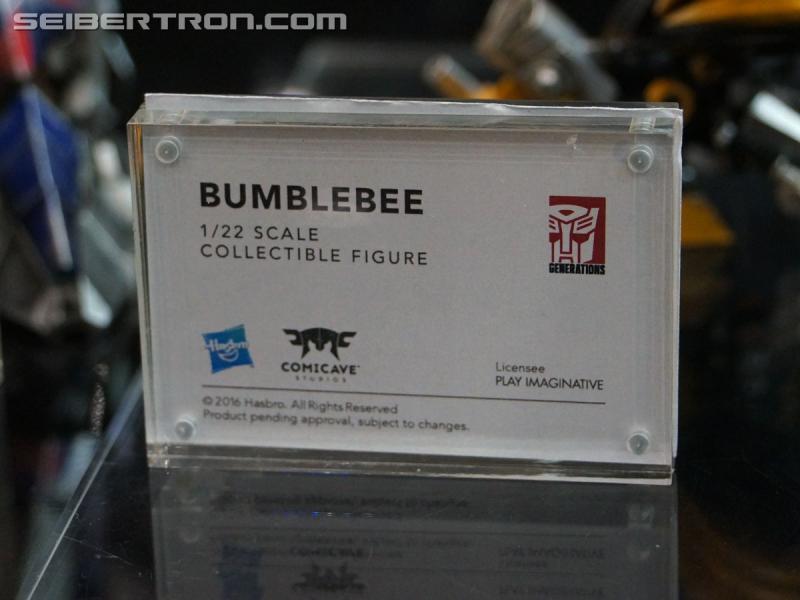 SEIBERTRON.COM
BUMBLEBEE
1/22 SCALE
COLLECTIBLE FIGURE
GENERATIONS
Hasbro
COMICAVE
STUDIOS
Licensee
PLAY IMAGINATIVE
© 2016 Hasbro. All Rights Reserved
Product pending approval, subject to changes.